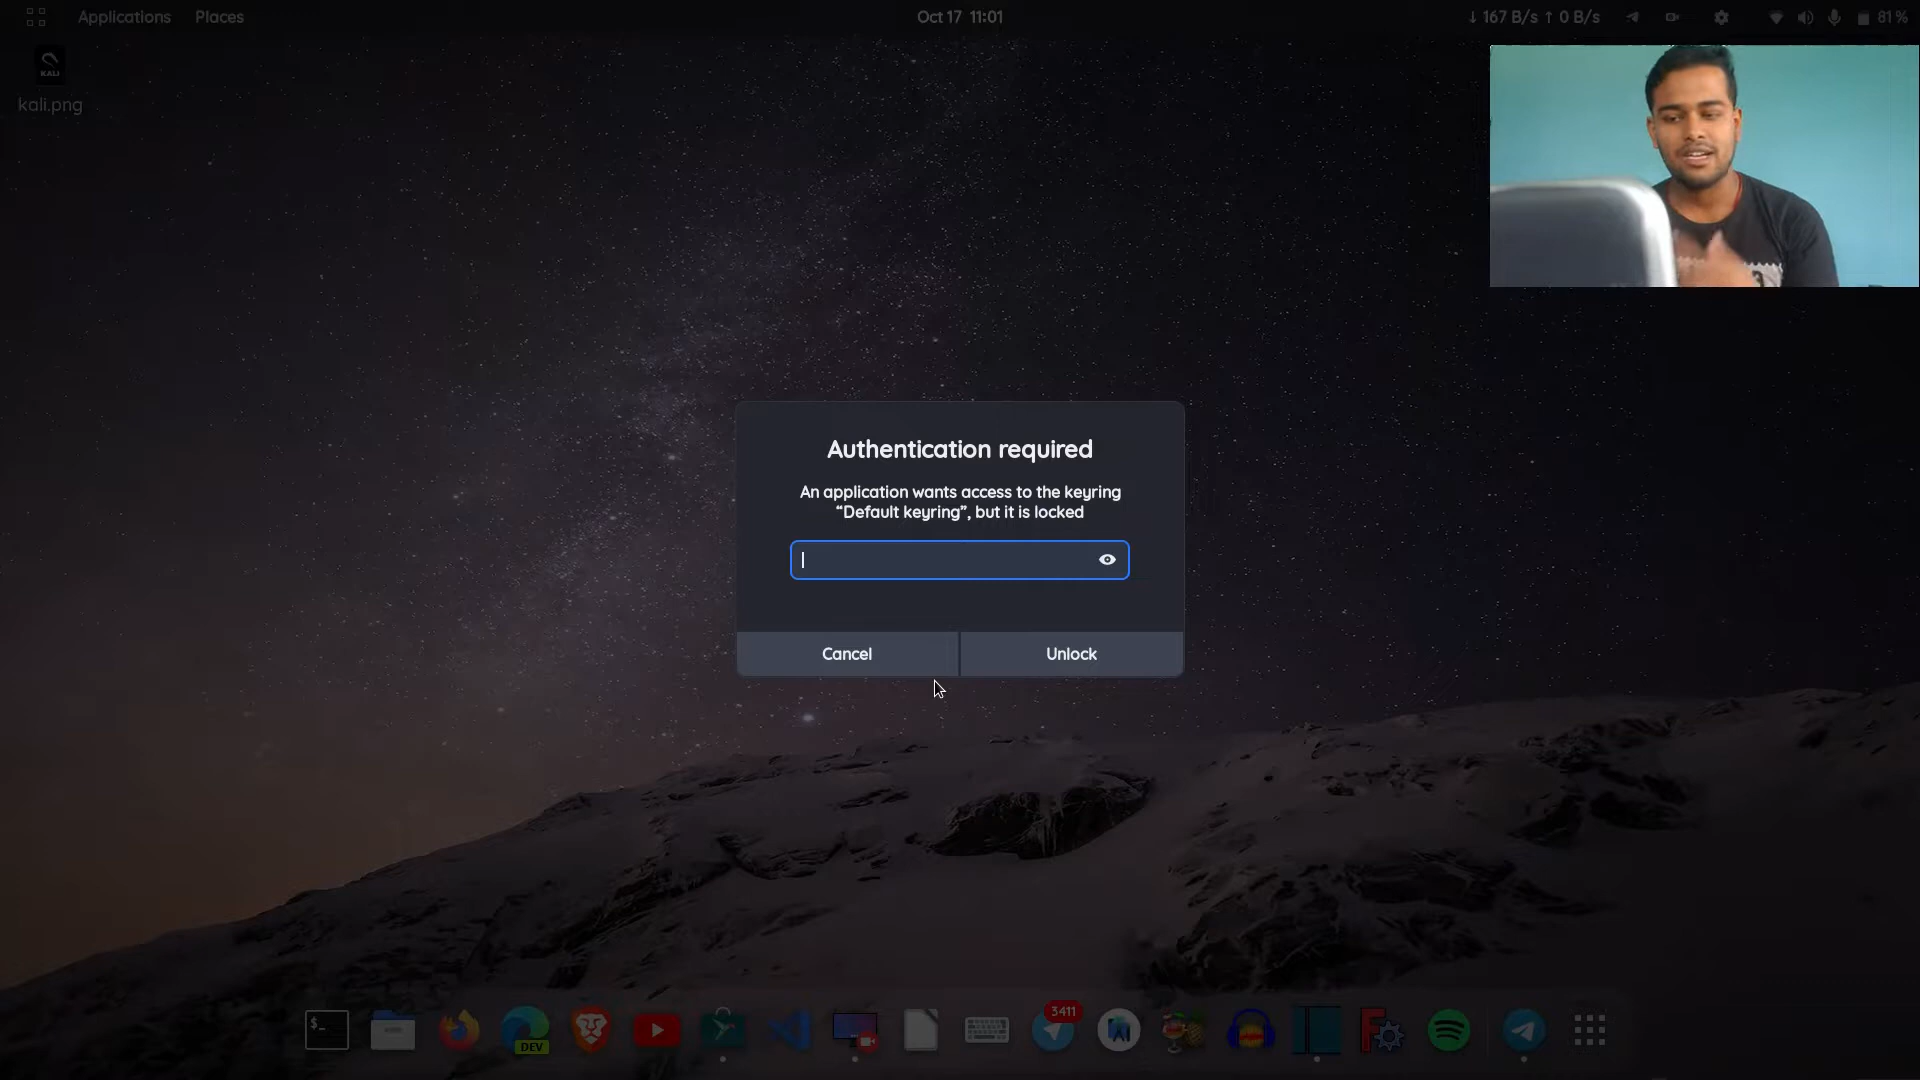 Applications Places Oct 17 11:01 ↓ 167 B/s ↑ 0 B/s 81 %
KALI
kali.png
Authentication required
An application wants access to the keyring
“Default keyring”, but it is locked
Cancel Unlock
$_
DEV
3411